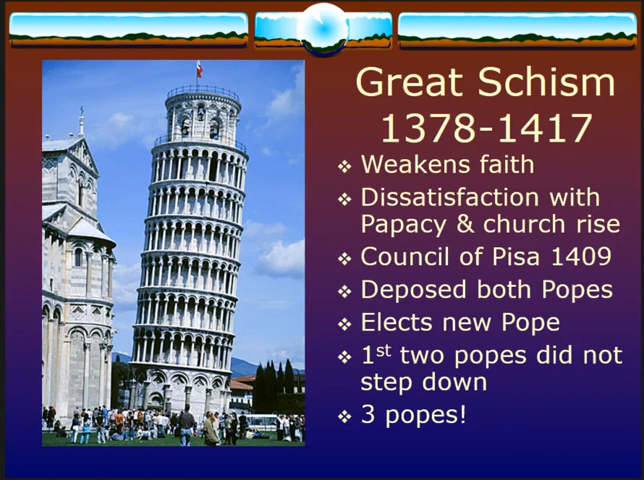 Great Schism
1378-1417
❖ Weakens faith
❖ Dissatisfaction with
Papacy & church rise
❖ Council of Pisa 1409
❖ Deposed both Popes
❖ Elects new Pope
❖ 1st two popes did not
step down
❖ 3 popes!